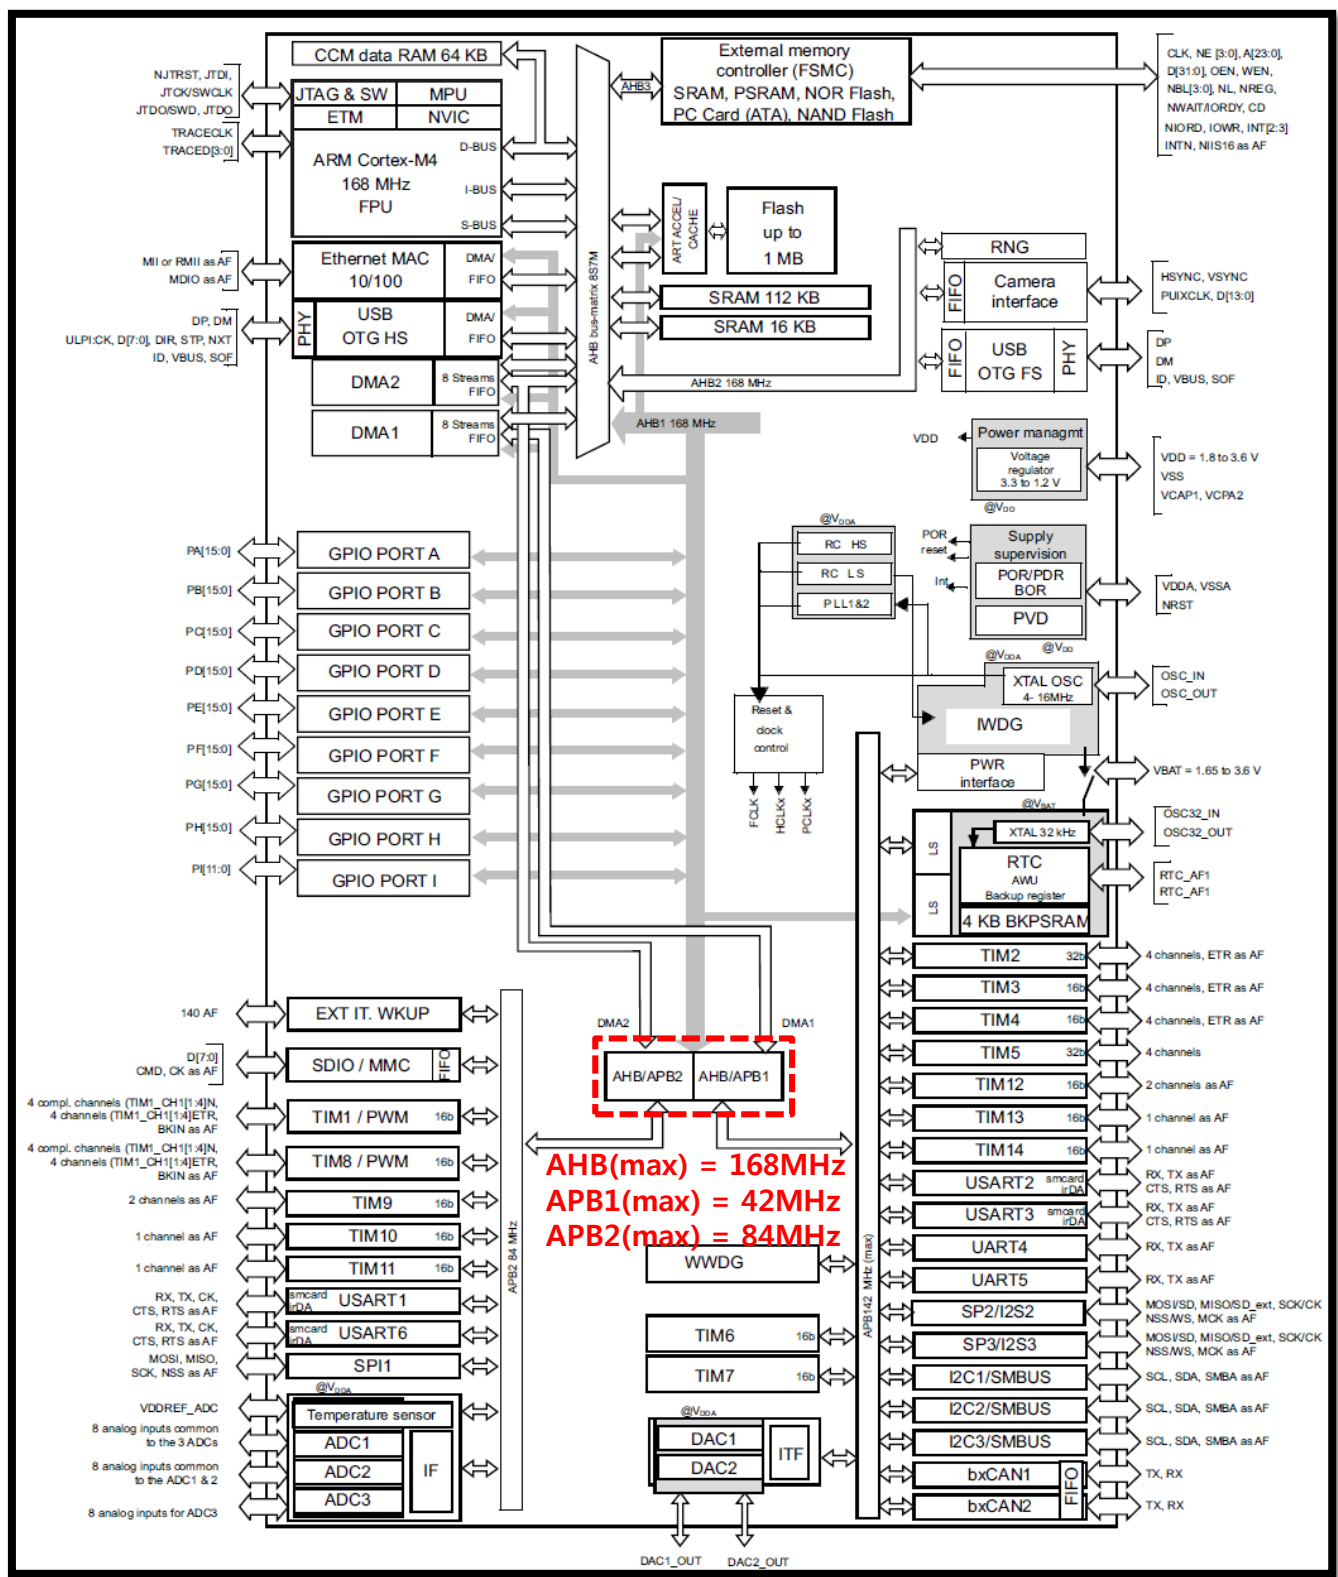 CCM data RAM 64 KB
NJTRST, JTDI,
JTCK/SWCLK
JTDO/SWD, JTDO
TRACECLK
TRACED[3:0]
JTAG & SW
MPU
ETM
NVIC
ARM Cortex-M4
168 MHz
FPU
D-BUS
I-BUS
S-BUS
MII or RMII as AF
MDIO as AF
Ethernet MAC
10/100
DMA/
FIFO
DP, DM
ULPI:CK, D[7:0], DIR, STP, NXT
ID, VBUS, SOF
PHY
USB
OTG HS
DMA/
FIFO
DMA2
8 Streams
FIFO
DMA1
8 Streams
FIFO
AHB bus-matrix 8S7M
AHB3
External memory
controller (FSMC)
SRAM, PSRAM, NOR Flash,
PC Card (ATA), NAND Flash
CLK, NE [3:0], A[23:0],
D[31:0], OEN, WEN,
NBL[3:0], NL, NREG,
NWAIT/IORDY, CD
NIORD, IOWR, INT[2:3]
INTN, NIIS16 as AF
ART ACCEL/
CACHE
Flash
up to
1 MB
SRAM 112 KB
SRAM 16 KB
AHB2 168 MHz
AHB1 168 MHz
RNG
FIFO
Camera
interface
HSYNC, VSYNC
PUIXCLK, D[13:0]
FIFO
USB
OTG FS
PHY
DP
DM
ID, VBUS, SOF
VDD
Power managmt
Voltage
regulator
3.3 to 1.2 V
@VDD
VDD = 1.8 to 3.6 V
VSS
VCAP1, VCPA2
@VDDA
RC HS
RC LS
PLL1&2
POR
reset
Int
Supply
supervision
POR/PDR
BOR
PVD
@VDD
VDDA, VSSA
NRST
@VDDA
XTAL OSC
4- 16MHz
OSC_IN
OSC_OUT
IWDG
PWR
interface
VBAT = 1.65 to 3.6 V
Reset &
clock
control
FCLK
HCLKx
PCLKx
@VBAT
LS
LS
XTAL 32 kHz
OSC32_IN
OSC32_OUT
RTC
AWU
Backup register
RTC_AF1
RTC_AF1
4 KB BKPSRAM
PA[15:0]
GPIO PORT A
PB[15:0]
GPIO PORT B
PC[15:0]
GPIO PORT C
PD[15:0]
GPIO PORT D
PE[15:0]
GPIO PORT E
PF[15:0]
GPIO PORT F
PG[15:0]
GPIO PORT G
PH[15:0]
GPIO PORT H
PI[11:0]
GPIO PORT I
DMA2
DMA1
AHB/APB2
AHB/APB1
AHB(max) = 168MHz
APB1(max) = 42MHz
APB2(max) = 84MHz
140 AF
EXT IT. WKUP
D[7:0]
CMD, CK as AF
SDIO / MMC
FIFO
4 compl. channels (TIM1_CH1[1:4]N,
4 channels (TIM1_CH1[1:4]ETR,
BKIN as AF
TIM1 / PWM 16b
4 compl. channels (TIM1_CH1[1:4]N,
4 channels (TIM1_CH1[1:4]ETR,
BKIN as AF
TIM8 / PWM 16b
2 channels as AF
TIM9 16b
1 channel as AF
TIM10 16b
1 channel as AF
TIM11 16b
RX, TX, CK,
CTS, RTS as AF
smcard
irDA
USART1
RX, TX, CK,
CTS, RTS as AF
smcard
irDA
USART6
MOSI, MISO,
SCK, NSS as AF
SPI1
@VDDA
VDDREF_ADC
Temperature sensor
8 analog inputs common
to the 3 ADCs
ADC1
8 analog inputs common
to the ADC1 & 2
ADC2
8 analog inputs for ADC3
ADC3
IF
APB2 84 MHz
WWDG
TIM6 16b
TIM7 16b
@VDDA
DAC1
DAC2
ITF
DAC1_OUT
DAC2_OUT
APB142 MHz (max)
TIM2 32b
4 channels, ETR as AF
TIM3 16b
4 channels, ETR as AF
TIM4 16b
4 channels, ETR as AF
TIM5 32b
4 channels
TIM12 16b
2 channels as AF
TIM13 16b
1 channel as AF
TIM14 16b
1 channel as AF
USART2
smcard
irDA
RX, TX as AF
CTS, RTS as AF
USART3
smcard
irDA
RX, TX as AF
CTS, RTS as AF
UART4
RX, TX as AF
UART5
RX, TX as AF
SP2/I2S2
MOSI/SD, MISO/SD_ext, SCK/CK
NSS/WS, MCK as AF
SP3/I2S3
MOSI/SD, MISO/SD_ext, SCK/CK
NSS/WS, MCK as AF
I2C1/SMBUS
SCL, SDA, SMBA as AF
I2C2/SMBUS
SCL, SDA, SMBA as AF
I2C3/SMBUS
SCL, SDA, SMBA as AF
bxCAN1
TX, RX
FIFO
bxCAN2
TX, RX